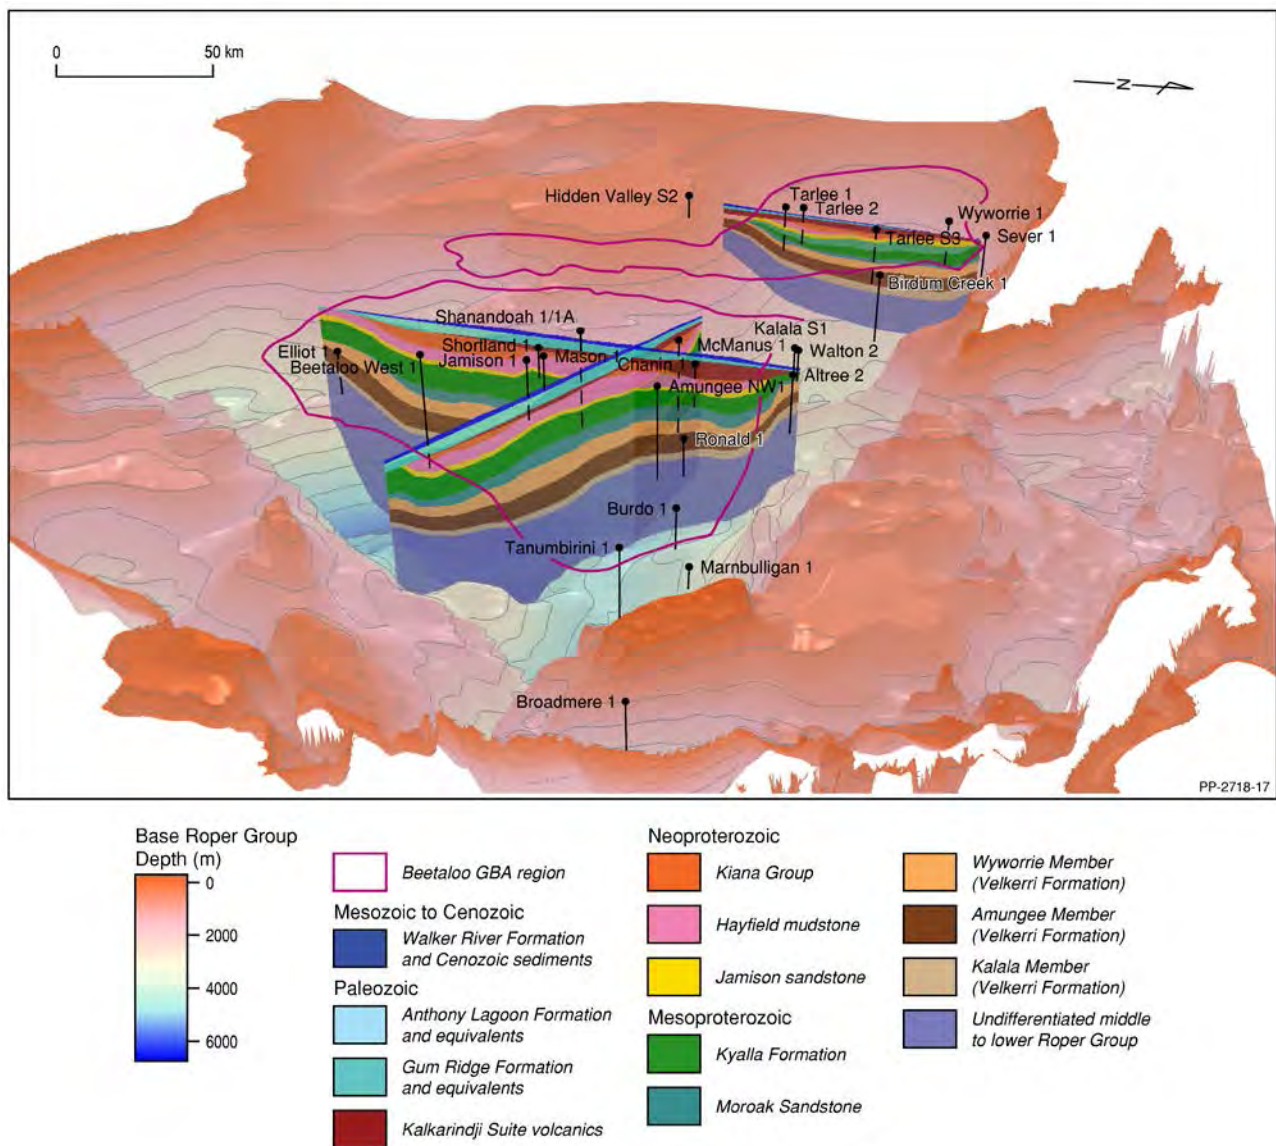 0
50 km
N
Hidden Valley S2
Tarlee 1
Tarlee 2
Wyworrie 1
Tarlee S3
Sever 1
Birdum Creek 1
Shanandoah 1/1A
Kalala S1
Elliot 1
Shortland 1
McManus 1
Walton 2
Beetaloo West 1
Jamison 1
Mason 1
Chanin 1
Altree 2
Amungee NW1
Ronald 1
Burdo 1
Tanumbirini 1
Marnbulligan 1
Broadmere 1
PP-2718-17
Base Roper Group
Depth (m)
0
2000
4000
6000
Beetaloo GBA region
Mesozoic to Cenozoic
Walker River Formation
and Cenozoic sediments
Paleozoic
Anthony Lagoon Formation
and equivalents
Gum Ridge Formation
and equivalents
Kalkarindji Suite volcanics
Neoproterozoic
Kiana Group
Hayfield mudstone
Jamison sandstone
Mesoproterozoic
Kyalla Formation
Moroak Sandstone
Wyworrie Member
(Velkerri Formation)
Amungee Member
(Velkerri Formation)
Kalala Member
(Velkerri Formation)
Undifferentiated middle
to lower Roper Group